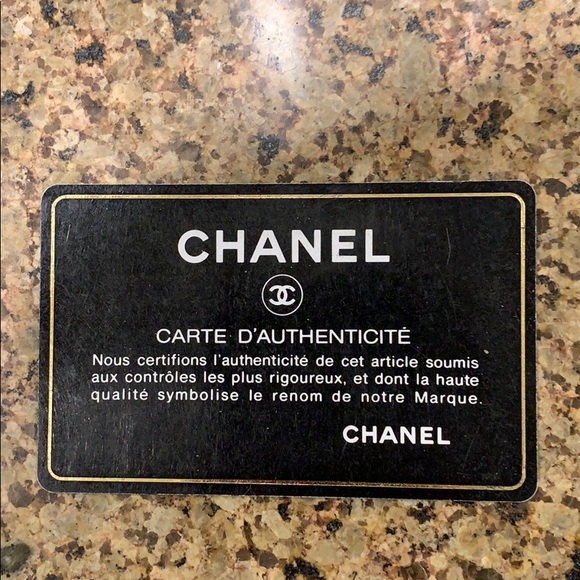 CHANEL
CARTE D'AUTHENTICITÉ
Nous certifions l'authenticité de cet article soumis
aux contrôles les plus rigoureux, et dont la haute
qualité symbolise le renom de notre Marque.
CHANEL